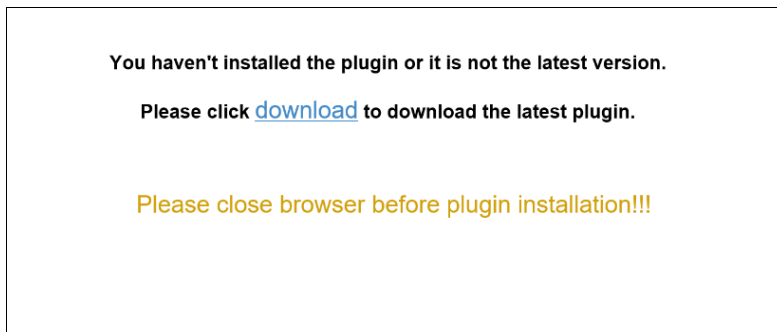 You haven't installed the plugin or it is not the latest version.
Please click download to download the latest plugin.
Please close browser before plugin installation!!!